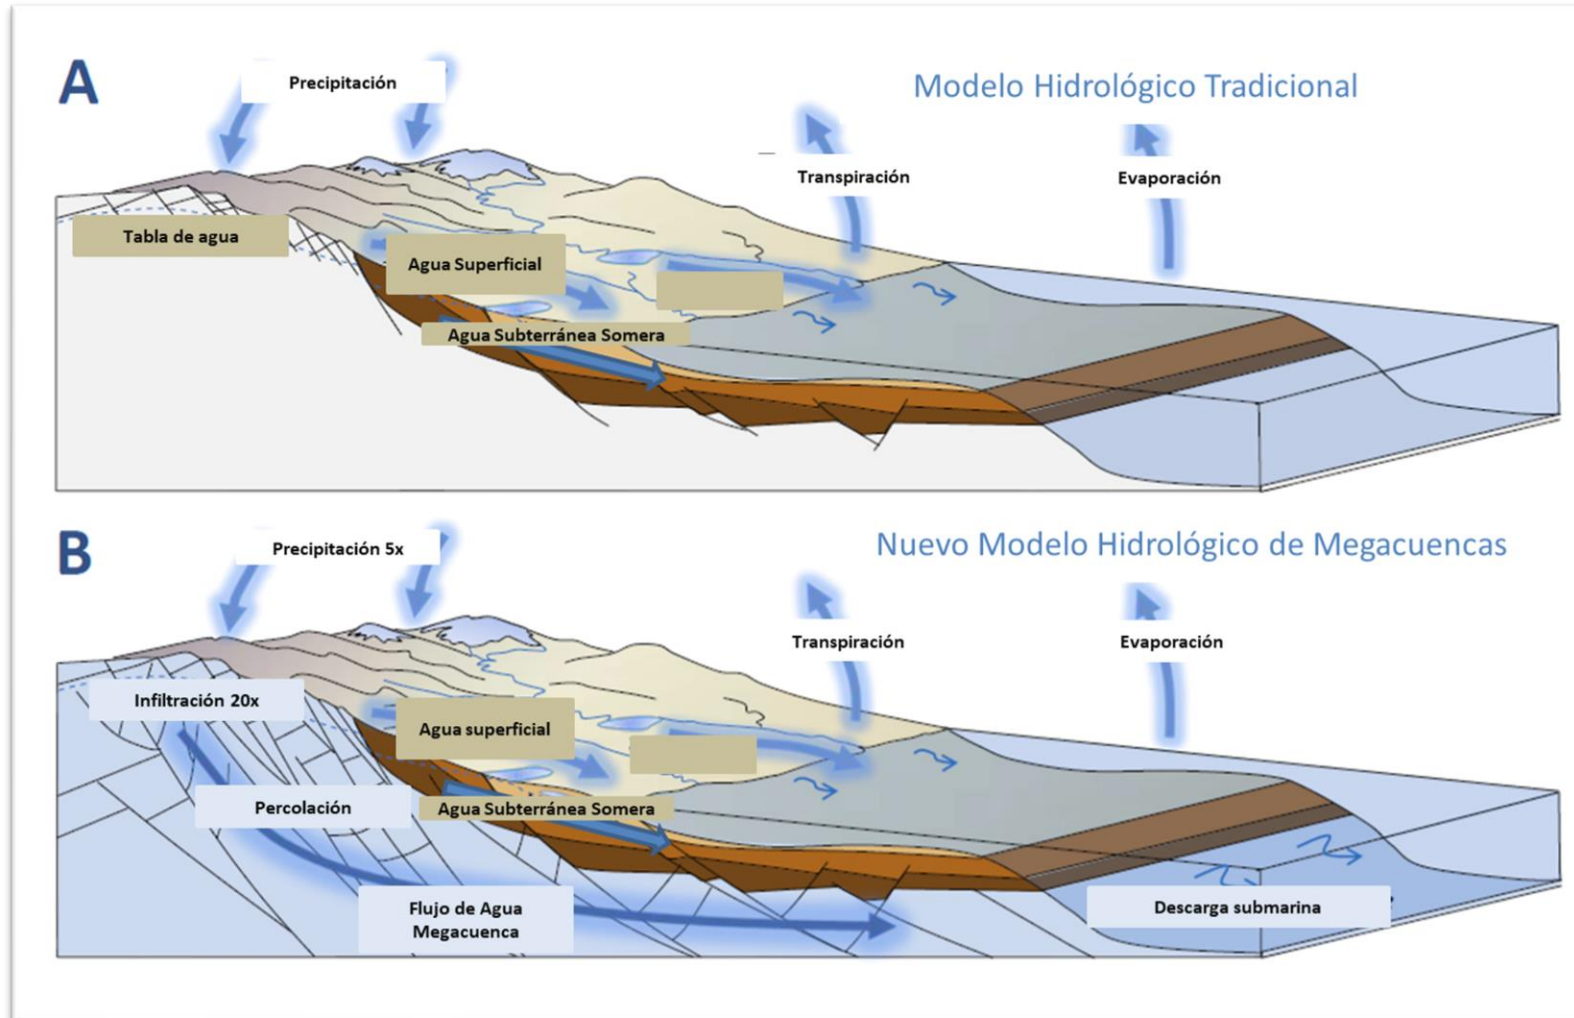 A
Precipitación
Modelo Hidrológico Tradicional
Transpiración
Evaporación
Tabla de agua
Agua Superficial
Agua Subterránea Somera
B
Precipitación 5x
Nuevo Modelo Hidrológico de Megacuencas
Transpiración
Evaporación
Infiltración 20x
Agua superficial
Percolación
Agua Subterránea Somera
Flujo de Agua
Megacuenca
Descarga submarina